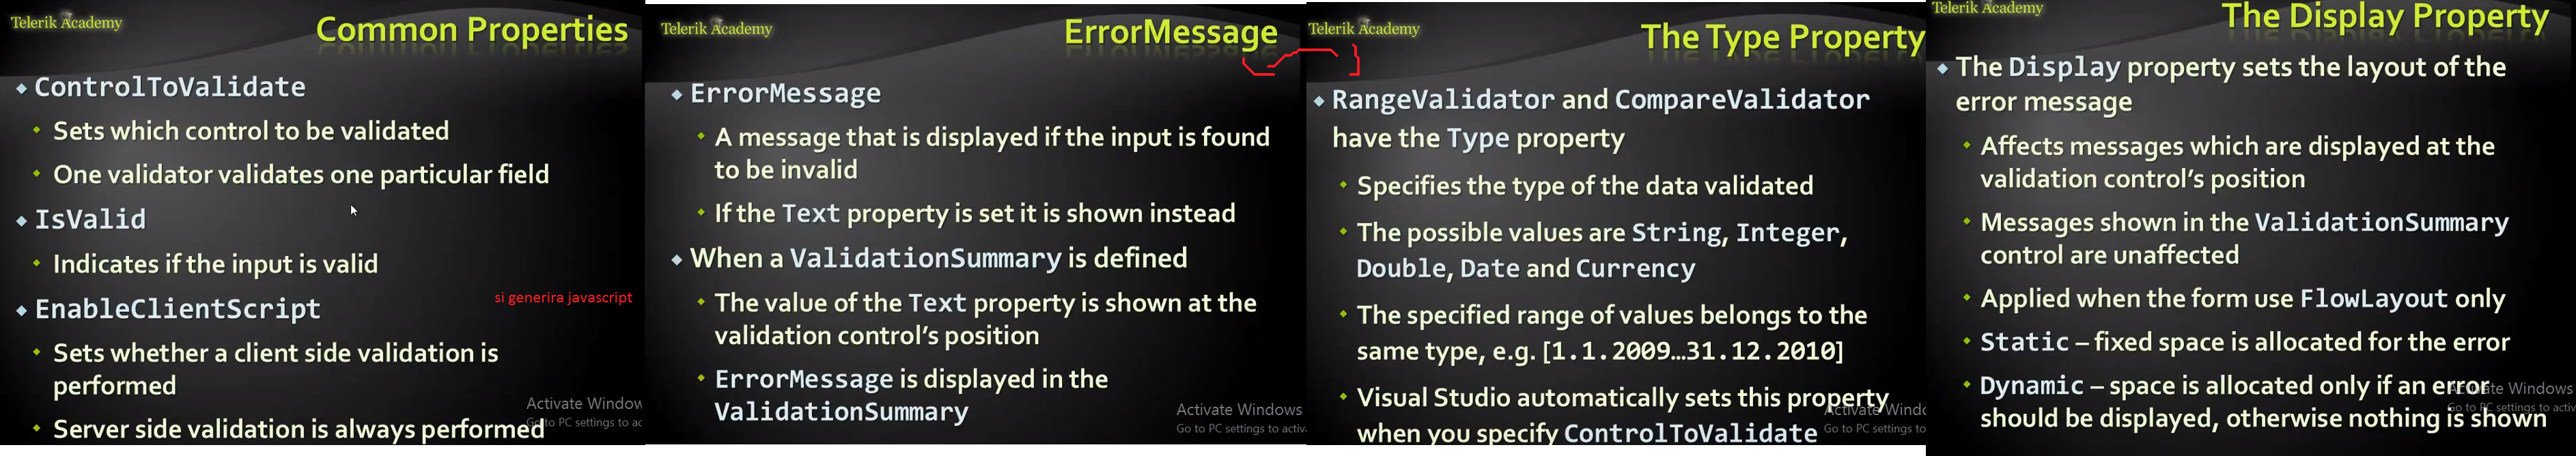 Telerik Academy
Common Properties
ControlToValidate
Sets which control to be validated
One validator validates one particular field
IsValid
Indicates if the input is valid
si generira javascript
EnableClientScript
Sets whether a client side validation is
performed
Server side validation is always performed
Activate Window
Go to PC settings to ac
Telerik Academy
ErrorMessage
ErrorMessage
A message that is displayed if the input is found
to be invalid
If the Text property is set it is shown instead
When a ValidationSummary is defined
The value of the Text property is shown at the
validation control's position
ErrorMessage is displayed in the
ValidationSummary
Activate Windows
Go to PC settings to activ
Telerik Academy
The Type Property
RangeValidator and CompareValidator
have the Type property
Specifies the type of the data validated
The possible values are String, Integer,
Double, Date and Currency
The specified range of values belongs to the
same type, e.g. [1.1.2009…31.12.2010]
Visual Studio automatically sets this property
when you specify ControlToValidate
Activate Windo
Go to PC settings to
Telerik Academy
The Display Property
The Display property sets the layout of the
error message
Affects messages which are displayed at the
validation control's position
Messages shown in the ValidationSummary
control are unaffected
Applied when the form use FlowLayout only
Static – fixed space is allocated for the error
Dynamic – space is allocated only if an error
should be displayed, otherwise nothing is shown
Activate Windows
Go to PC settings to activ